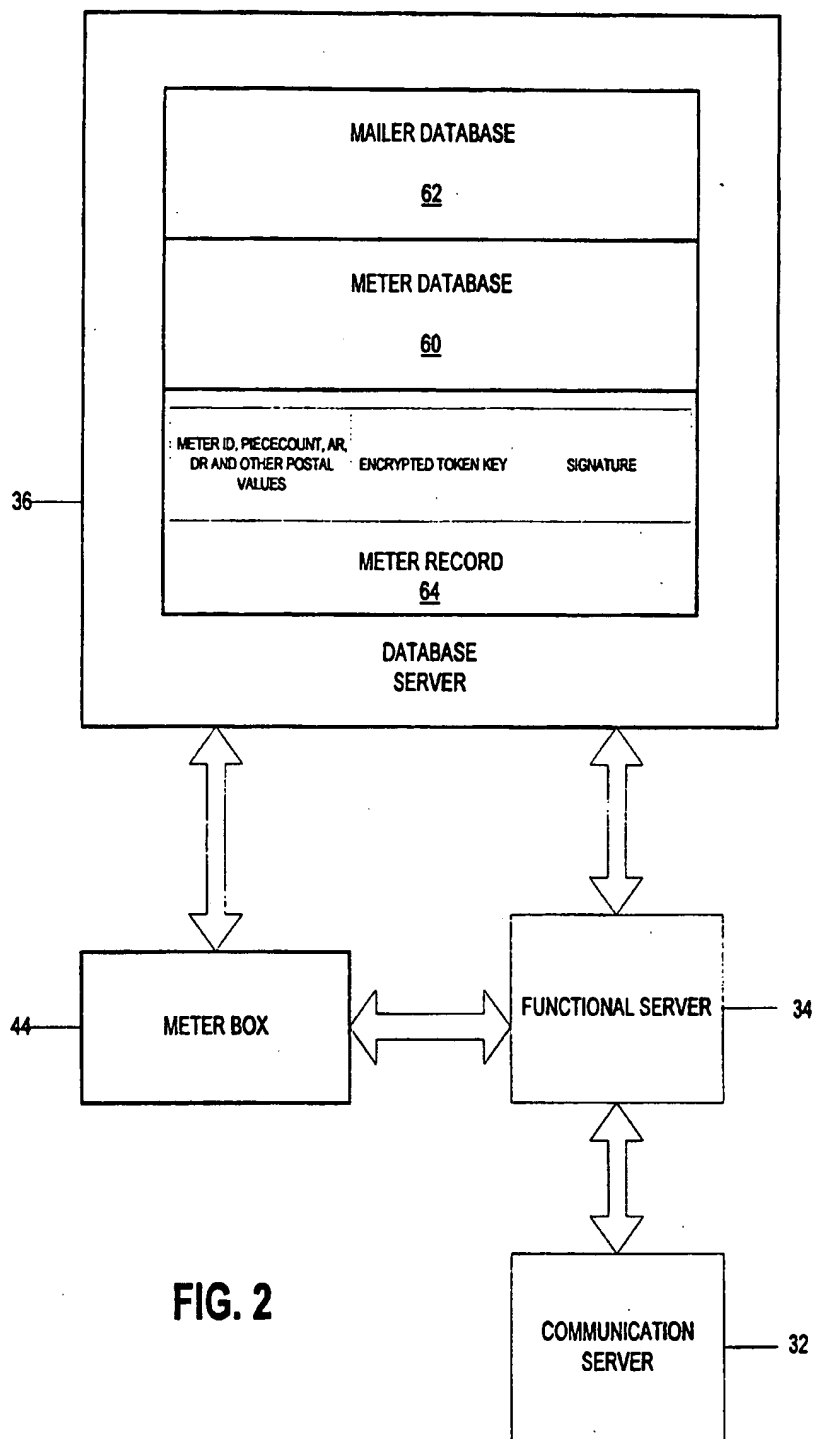 MAILER DATABASE
62
METER DATABASE
60
METER ID, PIECECOUNT, AR,
DR AND OTHER POSTAL
VALUES
ENCRYPTED TOKEN KEY
SIGNATURE
METER RECORD
64
36
DATABASE
SERVER
44
METER BOX
FUNCTIONAL SERVER
34
FIG. 2
COMMUNICATION
SERVER
32